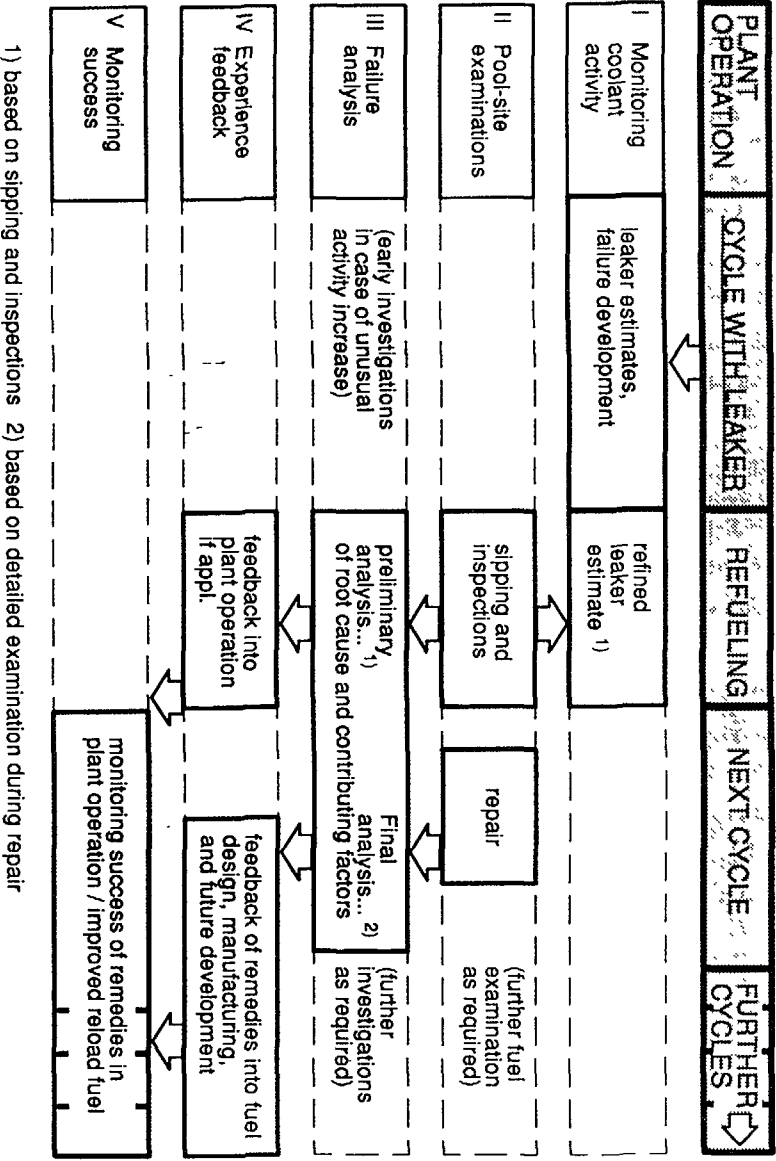 PLANT
OPERATION
CYCLE WITH LEAKER
REFUELING
NEXT CYCLE
FURTHER
CYCLES
I Monitoring
coolant
activity
leaker estimates,
failure development
refined
leaker
estimate 1)
II Pool-site
examinations
sipping and
inspections
repair
(further fuel
examination
as required)
III Failure
analysis
(early investigations
in case of unusual
activity increase)
preliminary
analysis... 1)
Final
analysis... 2)
of root cause and contributing factors
(further
investigations
as required)
IV Experience
feedback
feedback into
plant operation
if appl.
feedback of remedies into fuel
design, manufacturing,
and future development
V Monitoring
success
monitoring success of remedies in
plant operation / improved reload fuel
1) based on sipping and inspections 2) based on detailed examination during repair